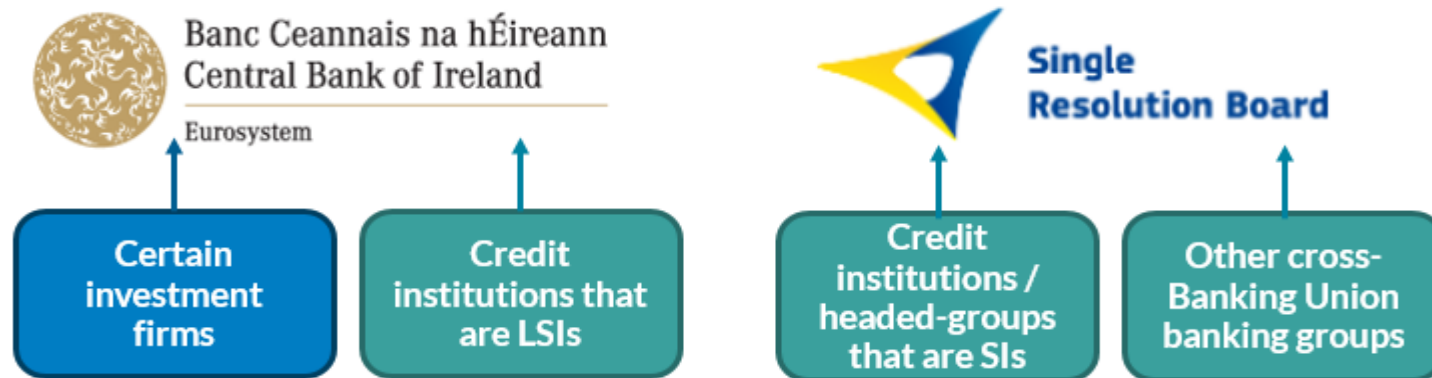 Banc Ceannais na hÉireann
Central Bank of Ireland
Eurosystem
Single
Resolution Board
Certain
investment
firms
Credit
institutions that
are LSIs
Credit
institutions /
headed-groups
that are SIs
Other cross-
Banking Union
banking groups